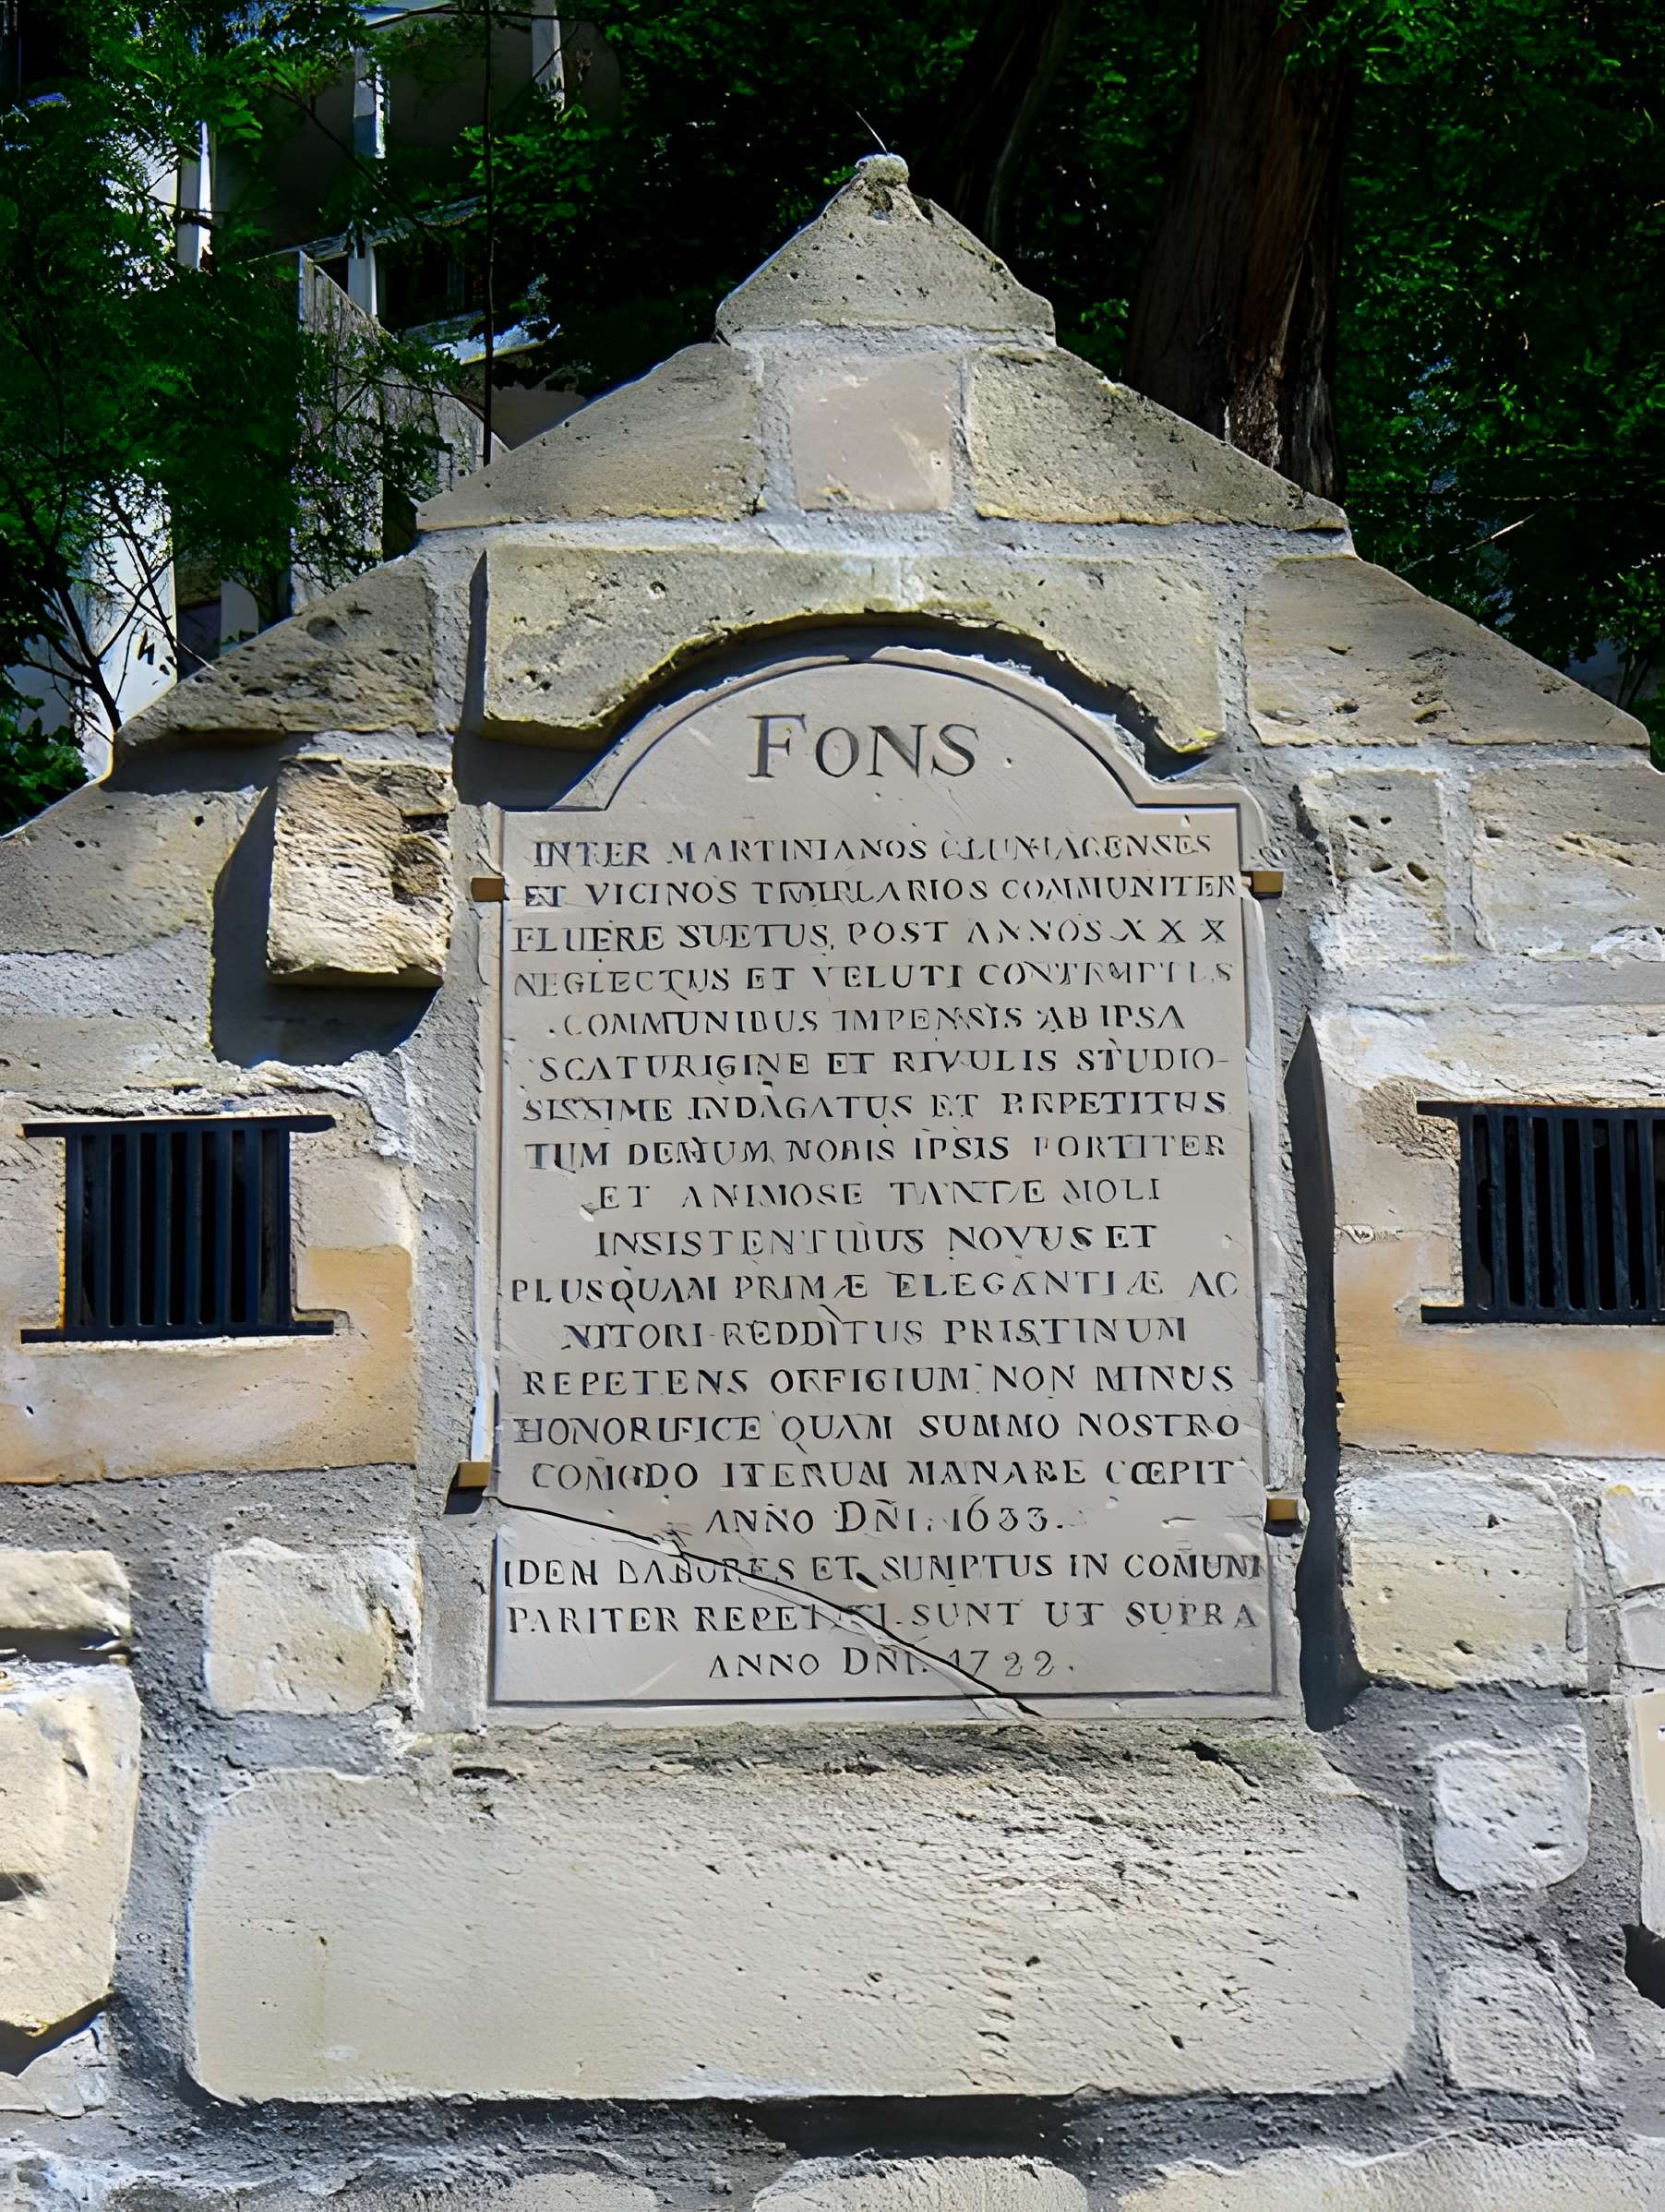 FONS
INTER MARTINIANOS CLUNIACENSES
ET VICINOS TEMPLARIOS COMMUNITER
FLUERE SUETUS, POST ANNOS XXX
NEGLECTUS ET VELUTI CONTEMPTUS
COMMUNIBUS IMPENSIS AB IPSA
SCATURIGINE ET RIVULIS STUDIO-
SISSIME INDAGATUS ET REPETITUS
TUM DEMUM NOBIS IPSIS FORTITER
ET ANIMOSE TANTÆ MOLI
INSISTENTIBUS NOVUS ET
PLUSQUAM PRIMÆ ELEGANTIÆ AC
NITORI REDDITUS PRISTINUM
REPETENS OFFICIUM NON MINUS
HONORIFICE QUAM SUMMO NOSTRO
COMODO ITERUM MANARE CŒPIT
ANNO DÑI. 1633.
IDEM LABORES ET SUMPTUS IN COMUNI
PARITER REPETITI SUNT UT SUPRA
ANNO DÑI. 1722.